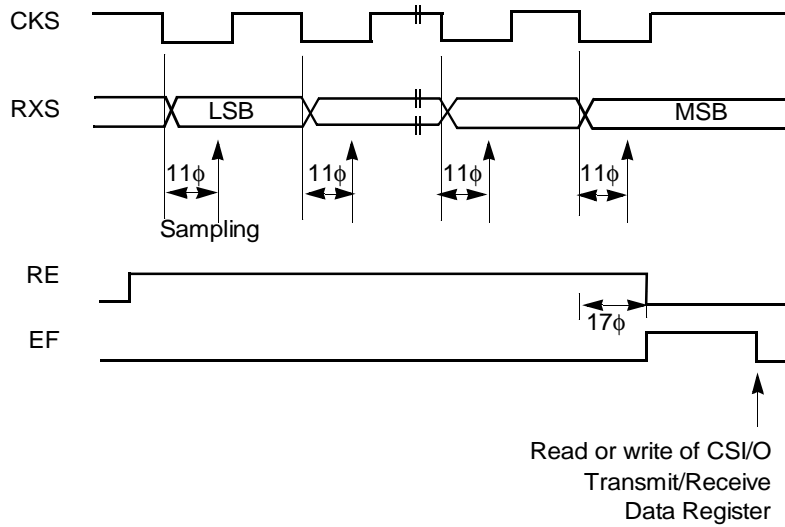 CKS
RXS
LSB
MSB
11ϕ
11ϕ
11ϕ
11ϕ
Sampling
RE
17ϕ
EF
Read or write of CSI/O
Transmit/Receive
Data Register